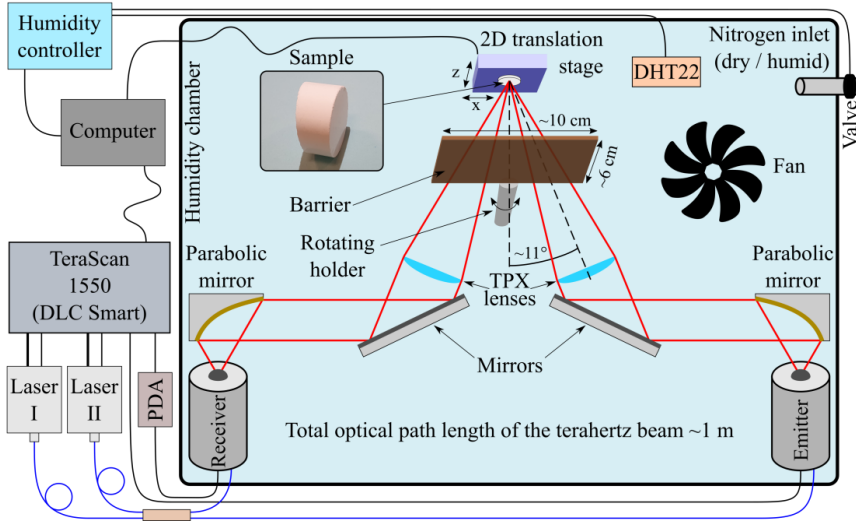 Humidity
controller
Computer
TeraScan
1550
(DLC Smart)
Laser
I
Laser
II
PDA
Humidity chamber
Sample
2D translation
stage
z
x
DHT22
Nitrogen inlet
(dry / humid)
Valve
~10 cm
~6 cm
Fan
Barrier
Rotating
holder
~11°
Parabolic
mirror
TPX
lenses
Parabolic
mirror
Mirrors
Receiver
Emitter
Total optical path length of the terahertz beam ~1 m